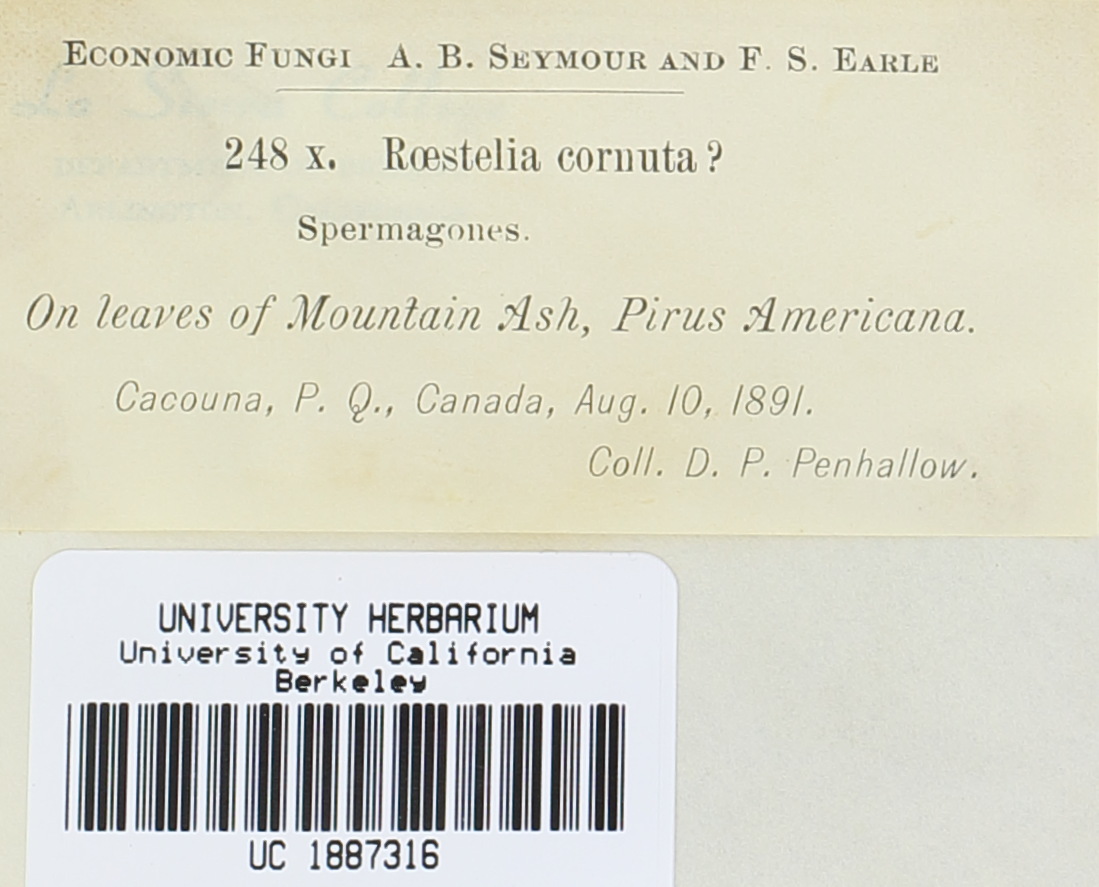 ECONOMIC FUNGI A. B. SEYMOUR AND F. S. EARLE
248 x. Rœstelia cornuta?
Spermagones.
On leaves of Mountain Ash, Pirus Americana.
Cacouna, P. Q., Canada, Aug. 10, 1891.
Coll. D. P. Penhallow.
UNIVERSITY HERBARIUM
University of California
Berkeley
UC 1887316